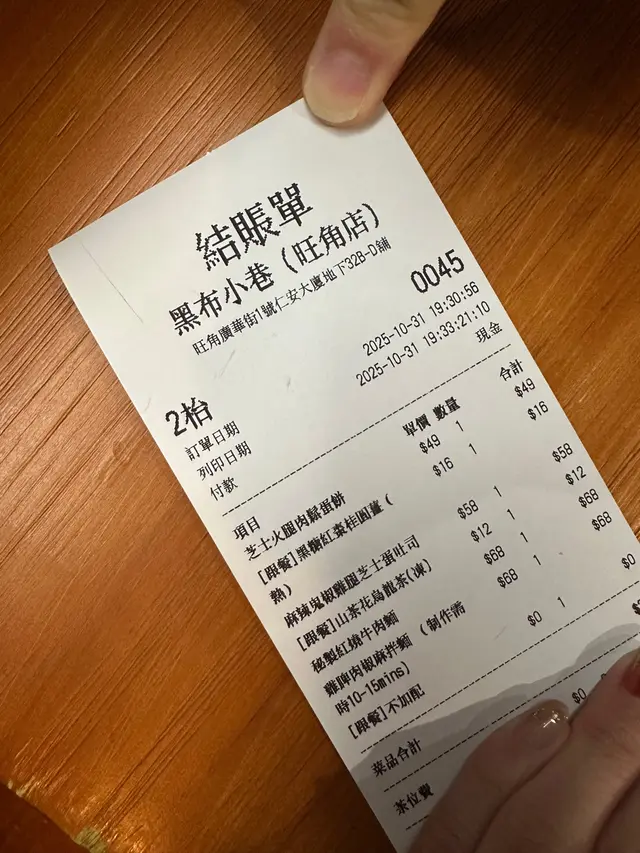 結賬單
黑布小巷 (旺角店)
旺角廣華街1號仁安大廈地下32B-D舖
2枱 0045
訂單日期 2025-10-31 19:30:56
列印日期 2025-10-31 19:33:21:10
付款 現金
項目 單價 數量 合計
芝士火腿肉鬆蛋餅 $49 1 $49
[跟餐]黑糖紅棗桂圓薑 ( $16 1 $16
熱)
麻辣鬼椒雞腿芝士蛋吐司 $58 1 $58
[跟餐]山茶花烏龍茶(凍) $12 1 $12
秘製紅燒牛肉麵 $68 1 $68
雞脾肉椒麻拌麵 (制作需 $68 1 $68
時10-15mins)
[跟餐]不加配 $0 1 $0
菜品合計
茶位費 $0